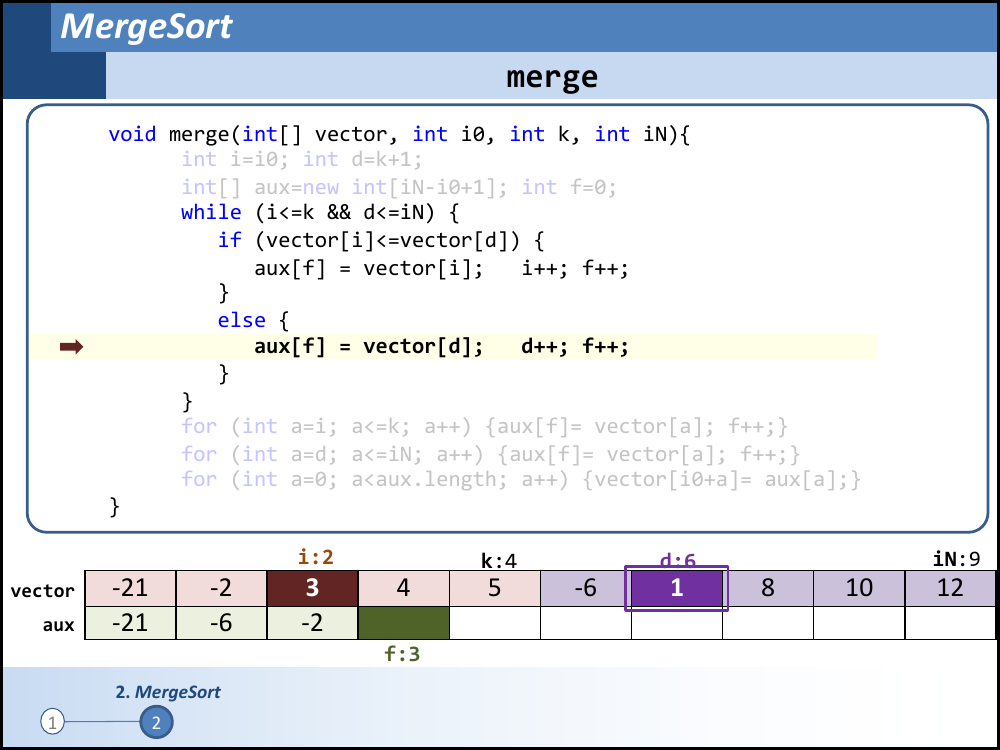 MergeSort
merge
void merge(int[] vector, int i0, int k, int iN){
int i=i0; int d=k+1;
int[] aux=new int[iN-i0+1]; int f=0;
while (i<=k && d<=iN) {
if (vector[i]<=vector[d]) {
aux[f] = vector[i];   i++; f++;
}
else {
aux[f] = vector[d];   d++; f++;
}
}
for (int a=i; a<=k; a++) {aux[f]= vector[a]; f++;}
for (int a=d; a<=iN; a++) {aux[f]= vector[a]; f++;}
for (int a=0; a<aux.length; a++) {vector[i0+a]= aux[a];}
}
i:2 k:4 d:6 iN:9
vector -21 -2 3 4 5 -6 1 8 10 12
aux -21 -6 -2
f:3
2. MergeSort
1 2